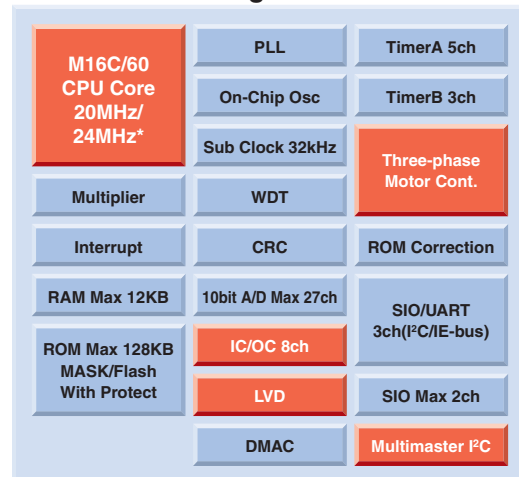 M16C/60
CPU Core
20MHz/
24MHz*
Multiplier
Interrupt
RAM Max 12KB
ROM Max 128KB
MASK/Flash
With Protect
PLL
On-Chip Osc
Sub Clock 32kHz
WDT
CRC
10bit A/D Max 27ch
IC/OC 8ch
LVD
DMAC
TimerA 5ch
TimerB 3ch
Three-phase
Motor Cont.
ROM Correction
SIO/UART
3ch(I²C/IE-bus)
SIO Max 2ch
Multimaster I²C